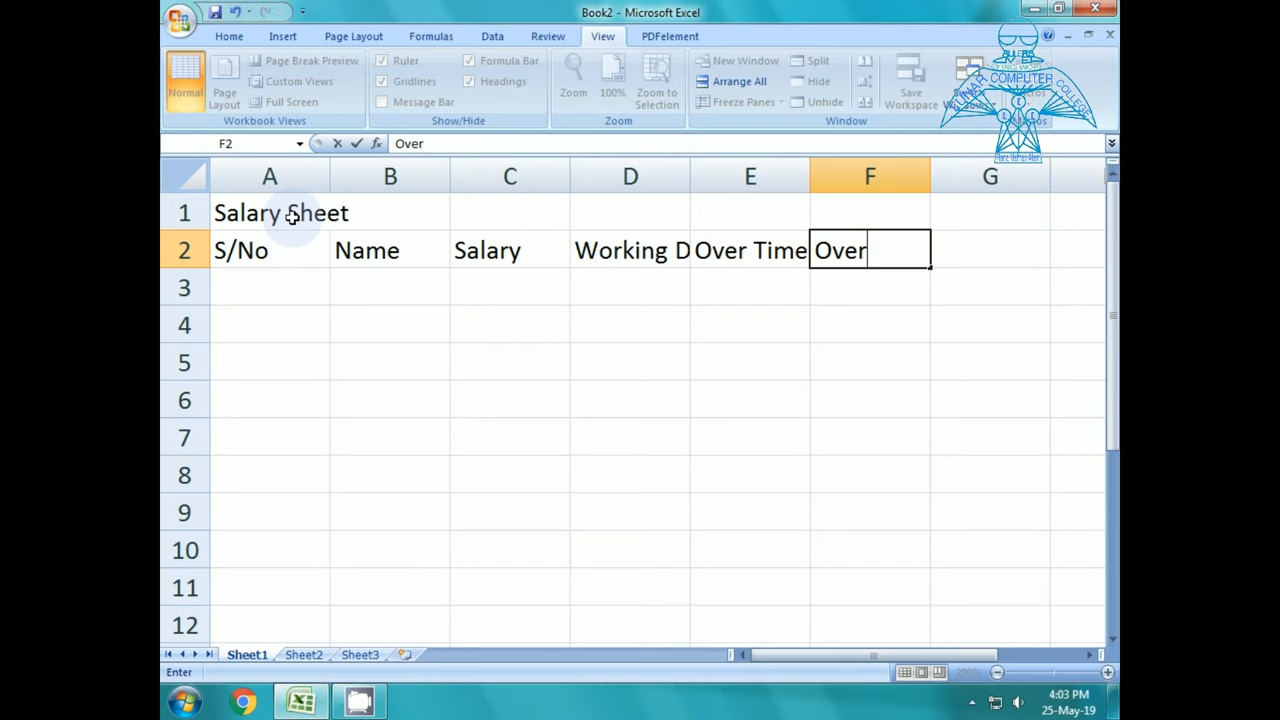 Book2 - Microsoft Excel
Home Insert Page Layout Formulas Data Review View PDFelement
Normal
Page Layout
Page Break Preview
Custom Views
Full Screen
Workbook Views
Ruler
Gridlines
Message Bar
Formula Bar
Headings
Show/Hide
Zoom
100%
Zoom to Selection
Zoom
New Window
Arrange All
Freeze Panes
Split
Hide
Unhide
Save Workspace
Window
COMPUTER COLLEGE
F2 Over
A B C D E F G
1 Salary Sheet
2 S/No Name Salary Working D Over Time Over
3
4
5
6
7
8
9
10
11
12
Sheet1 Sheet2 Sheet3
Enter
4:03 PM
25-May-19